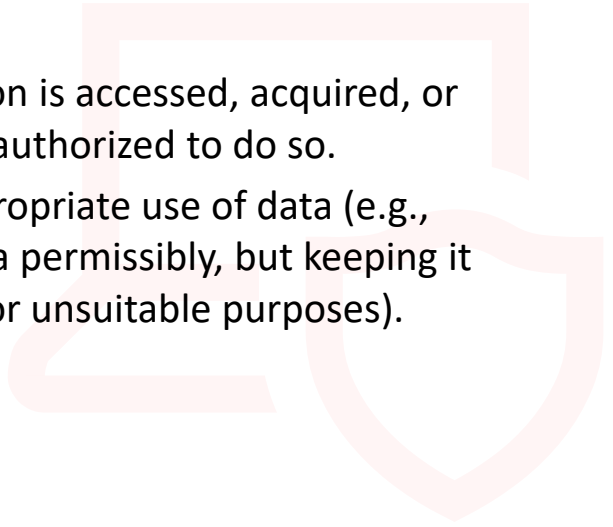 on is accessed, acquired, or
authorized to do so.
ropriate use of data (e.g.,
a permissibly, but keeping it
or unsuitable purposes).